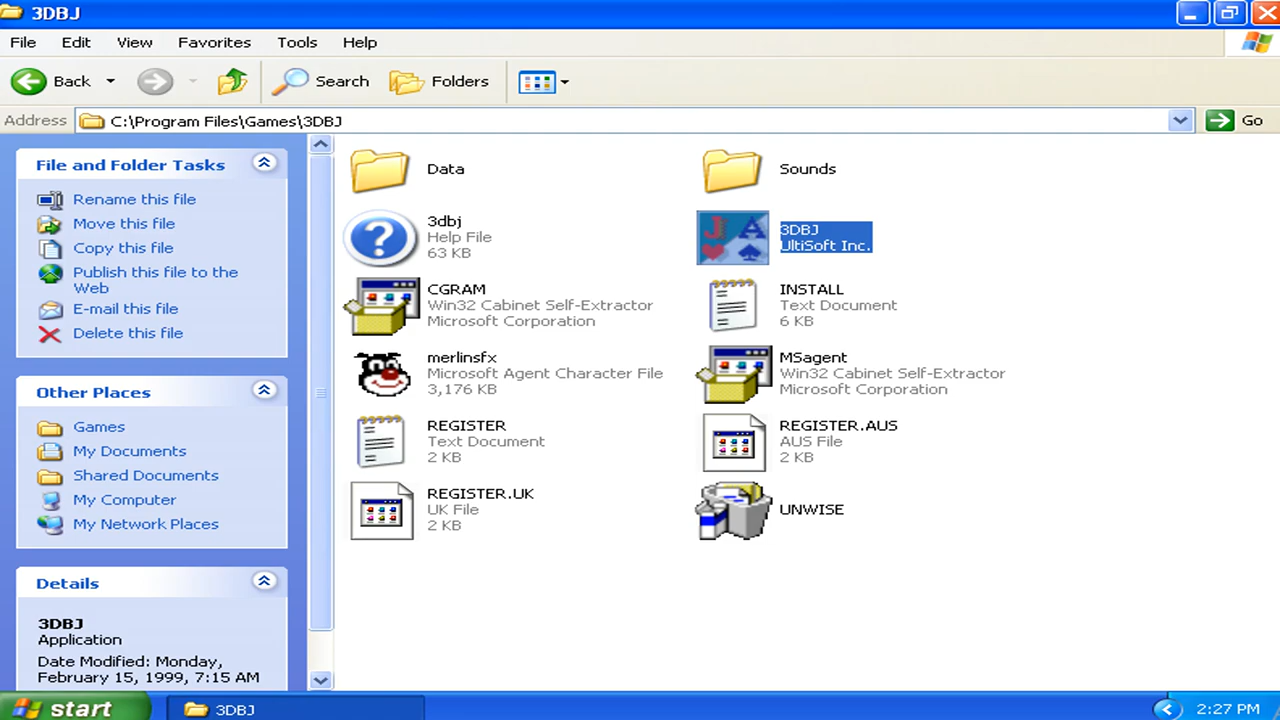 3DBJ
File Edit View Favorites Tools Help
Back Search Folders
Address C:\Program Files\Games\3DBJ Go
File and Folder Tasks
Rename this file
Move this file
Copy this file
Publish this file to the
Web
E-mail this file
Delete this file
Other Places
Games
My Documents
Shared Documents
My Computer
My Network Places
Details
3DBJ
Application
Date Modified: Monday,
February 15, 1999, 7:15 AM
Data
Sounds
3dbj
Help File
63 KB
J A
3DBJ
UltiSoft Inc.
CGRAM
Win32 Cabinet Self-Extractor
Microsoft Corporation
INSTALL
Text Document
6 KB
merlinsfx
Microsoft Agent Character File
3,176 KB
MSagent
Win32 Cabinet Self-Extractor
Microsoft Corporation
REGISTER
Text Document
2 KB
REGISTER.AUS
AUS File
2 KB
REGISTER.UK
UK File
2 KB
UNWISE
start 3DBJ 2:27 PM